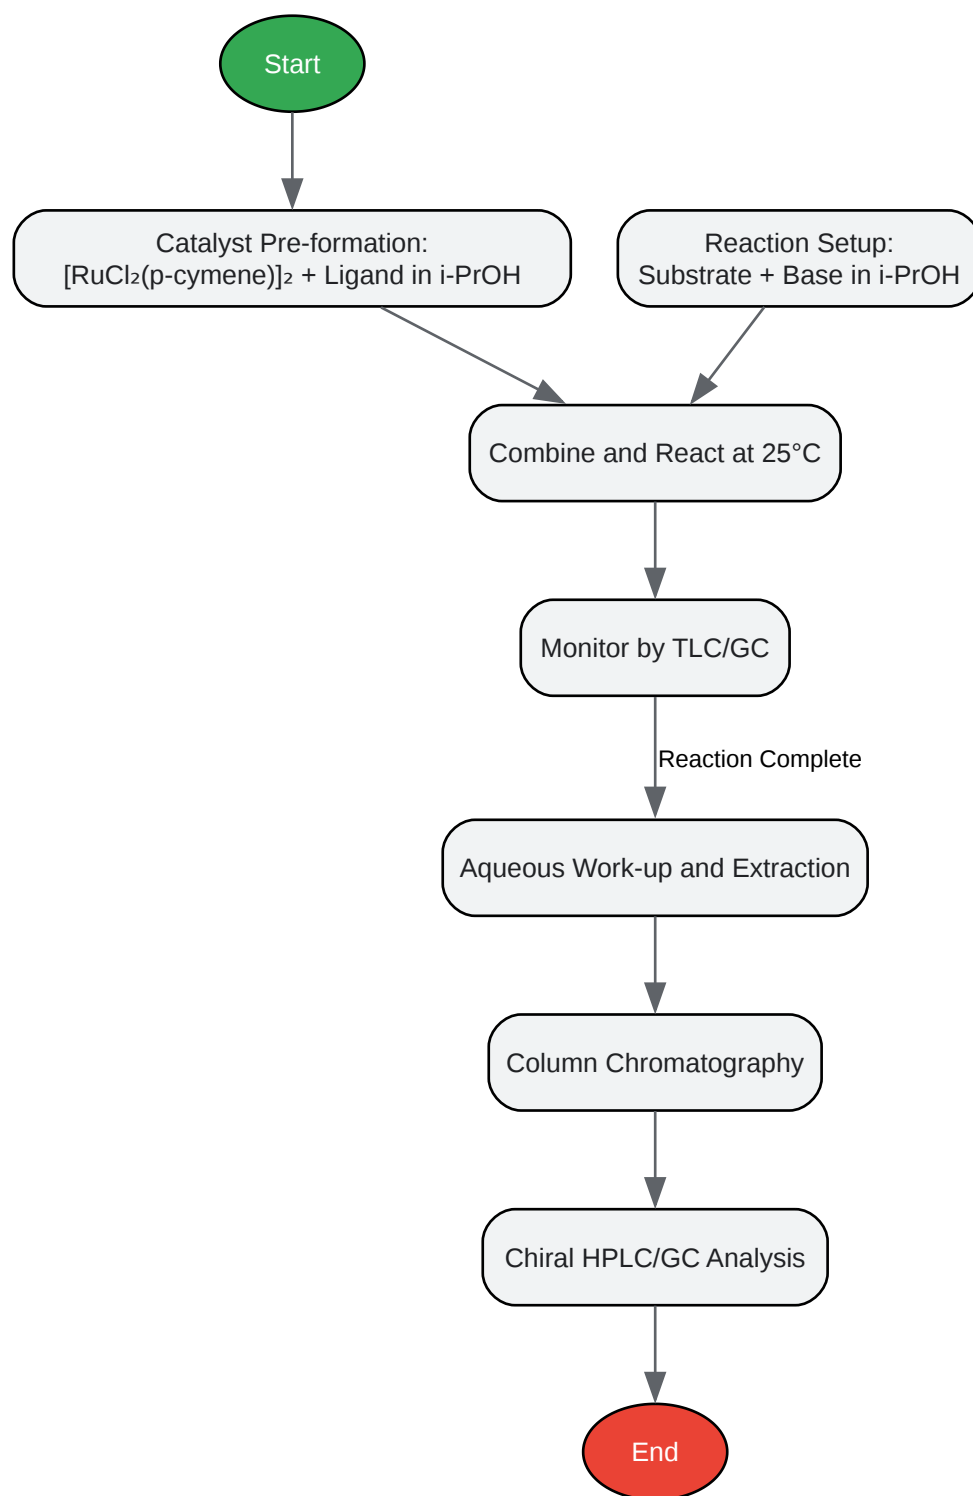 Start
Catalyst Pre-formation:
[RuCl₂(p-cymene)]₂ + Ligand in i-PrOH
Reaction Setup:
Substrate + Base in i-PrOH
Combine and React at 25°C
Monitor by TLC/GC
Reaction Complete
Aqueous Work-up and Extraction
Column Chromatography
Chiral HPLC/GC Analysis
End